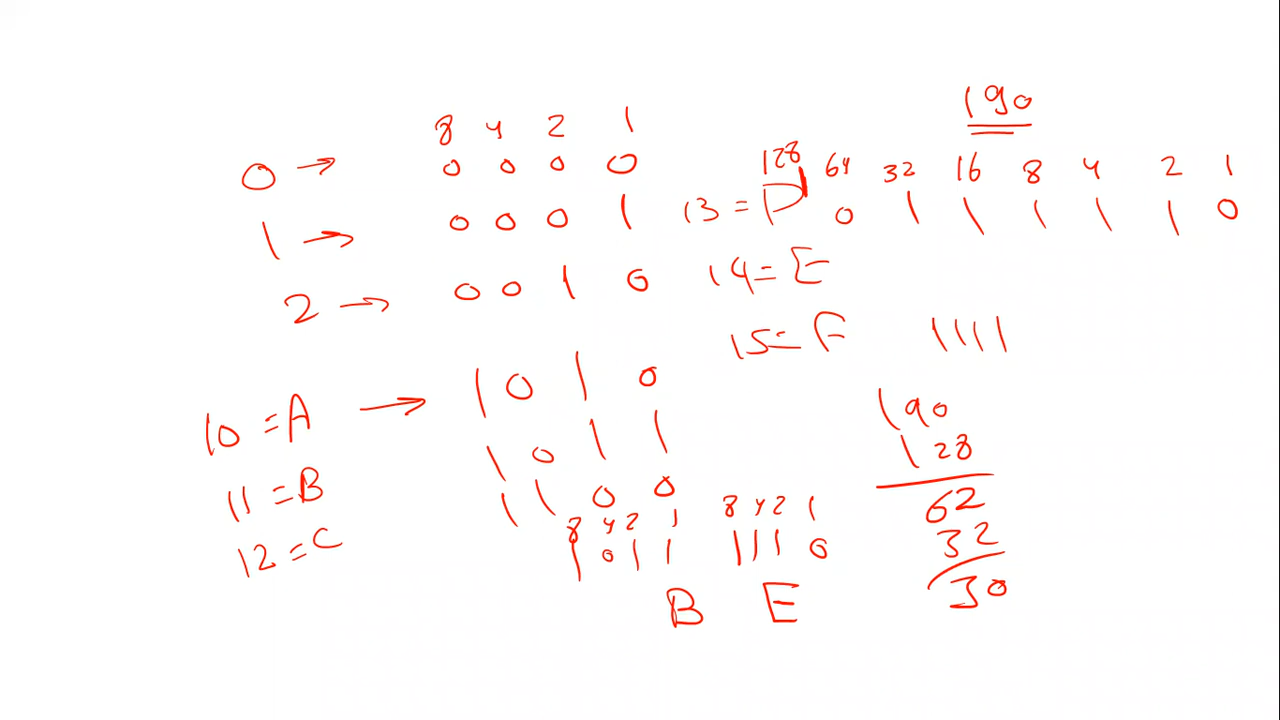 190
8 4 2 1
128 64 32 16 8 4 2 1
0 → 0 0 0 0
13 = D 0 1 1 1 1 1 0
1 → 0 0 0 1
14 = E
2 → 0 0 1 0
15 = F 1111
10 = A → 1 0 1 0
190
11 = B 1 0 1 1
128
12 = C 1 1 0 0
62
8 4 2 1 8 4 2 1
32
1 0 1 1 1 1 1 0
30
B E